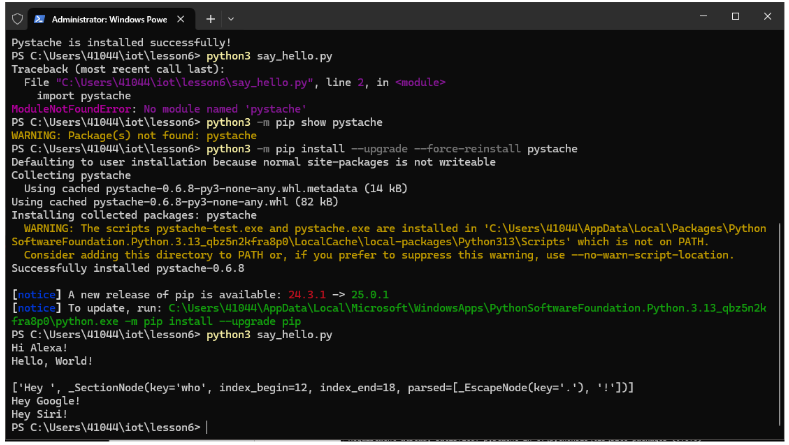 Administrator: Windows Powe
Pystache is installed successfully!
PS C:\Users\41044\iot\lesson6> python3 say_hello.py
Traceback (most recent call last):
  File "C:\Users\41044\iot\lesson6\say_hello.py", line 2, in <module>
    import pystache
ModuleNotFoundError: No module named 'pystache'
PS C:\Users\41044\iot\lesson6> python3 -m pip show pystache
WARNING: Package(s) not found: pystache
PS C:\Users\41044\iot\lesson6> python3 -m pip install --upgrade --force-reinstall pystache
Defaulting to user installation because normal site-packages is not writeable
Collecting pystache
  Using cached pystache-0.6.8-py3-none-any.whl.metadata (14 kB)
Using cached pystache-0.6.8-py3-none-any.whl (82 kB)
Installing collected packages: pystache
  WARNING: The scripts pystache-test.exe and pystache.exe are installed in 'C:\Users\41044\AppData\Local\Packages\Python
SoftwareFoundation.Python.3.13_qbz5n2kfra8p0\LocalCache\local-packages\Python313\Scripts' which is not on PATH.
  Consider adding this directory to PATH or, if you prefer to suppress this warning, use --no-warn-script-location.
Successfully installed pystache-0.6.8
[notice] A new release of pip is available: 24.3.1 -> 25.0.1
[notice] To update, run: C:\Users\41044\AppData\Local\Microsoft\WindowsApps\PythonSoftwareFoundation.Python.3.13_qbz5n2k
fra8p0\python.exe -m pip install --upgrade pip
PS C:\Users\41044\iot\lesson6> python3 say_hello.py
Hi Alexa!
Hello, World!
['Hey ', _SectionNode(key='who', index_begin=12, index_end=18, parsed=[_EscapeNode(key='.'), '!'])]
Hey Google!
Hey Siri!
PS C:\Users\41044\iot\lesson6>